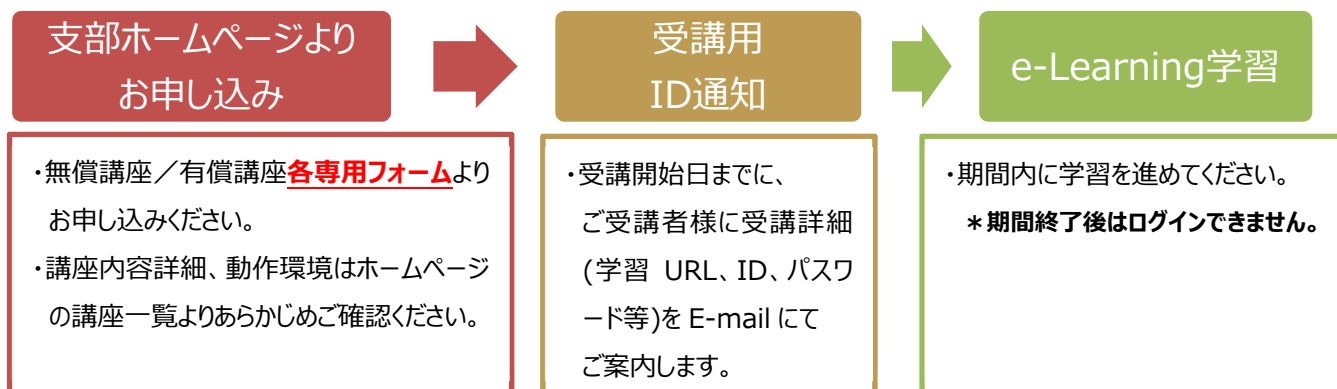 支部ホームページより
お申し込み
受講用
ID通知
e-Learning学習
・無償講座／有償講座各専用フォームより
お申し込みください。
・講座内容詳細、動作環境はホームページ
の講座一覧よりあらかじめご確認ください。
・受講開始日までに、
ご受講者様に受講詳細
(学習 URL、ID、パスワ
ード等)を E-mail にて
ご案内します。
・期間内に学習を進めてください。
＊期間終了後はログインできません。